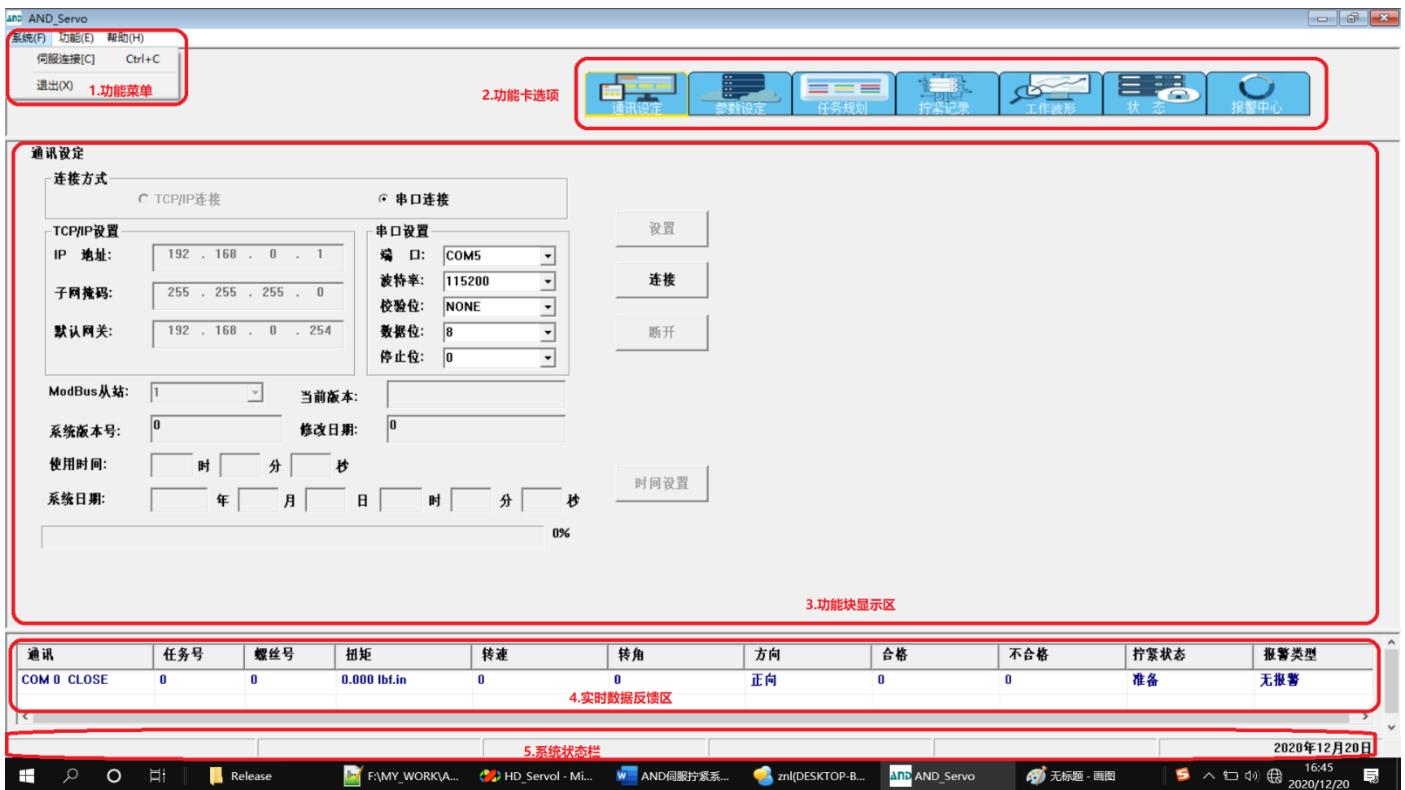 AND AND_Servo
系统(F) 功能(E) 帮助(H)
伺服连接[C] Ctrl+C
退出(X)
1.功能菜单
2.功能卡选项
通讯设定 参数设定 任务规划 拧紧记录 工作波形 状 态 报警中心
通讯设定
连接方式
TCP/IP连接 串口连接
TCP/IP设置 串口设置
IP 地址: 192 . 168 . 0 . 1
子网掩码: 255 . 255 . 255 . 0
默认网关: 192 . 168 . 0 . 254
端 口: COM5
波特率: 115200
校验位: NONE
数据位: 8
停止位: 0
设置
连接
断开
ModBus从站: 1 当前版本:
系统版本号: 0 修改日期: 0
使用时间: 时 分 秒
系统日期: 年 月 日 时 分 秒
时间设置
0%
3.功能块显示区
通讯 任务号 螺丝号 扭矩 转速 转角 方向 合格 不合格 拧紧状态 报警类型
COM 0 CLOSE 0 0 0.000 lbf.in 0 0 正向 0 0 准备 无报警
4.实时数据反馈区
5.系统状态栏
2020年12月20日
Release F:\MY_WORK\A... HD_Servol - Mi... AND伺服拧紧系... znl(DESKTOP-B... AND AND_Servo 无标题 - 画图
16:45
2020/12/20